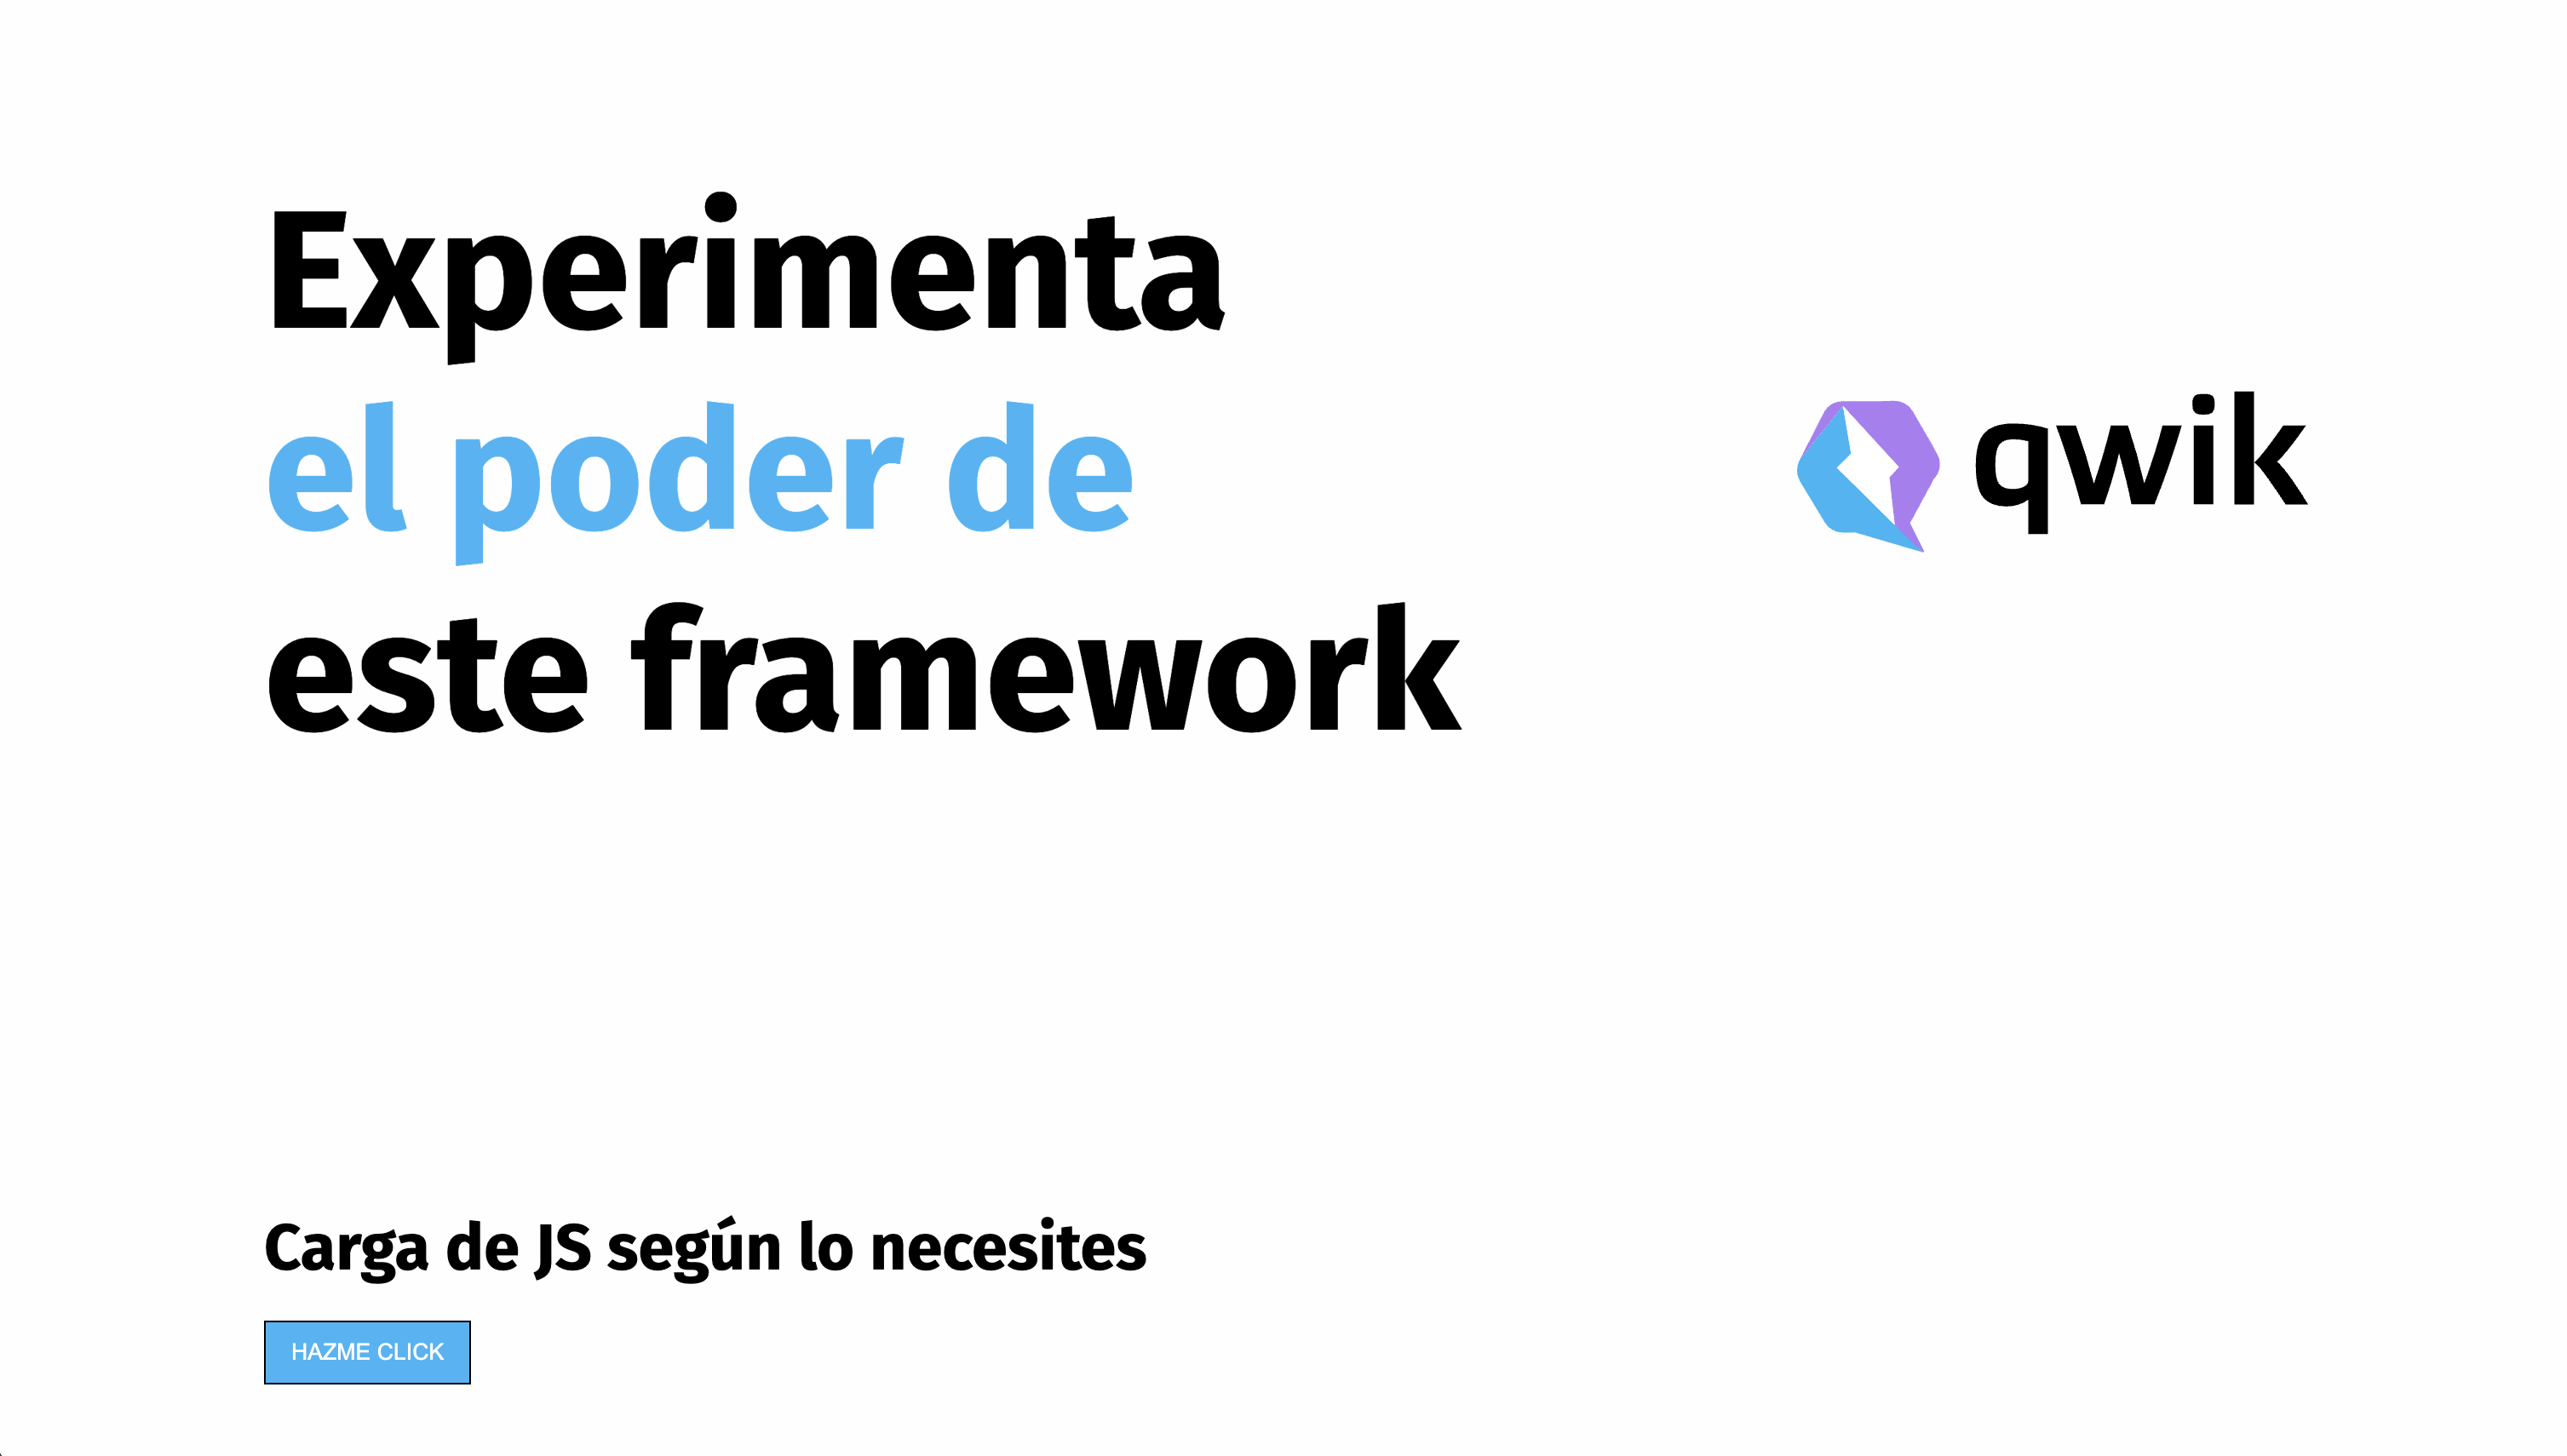 Experimenta
el poder de
este framework
qwik
Carga de JS según lo necesites
HAZME CLICK